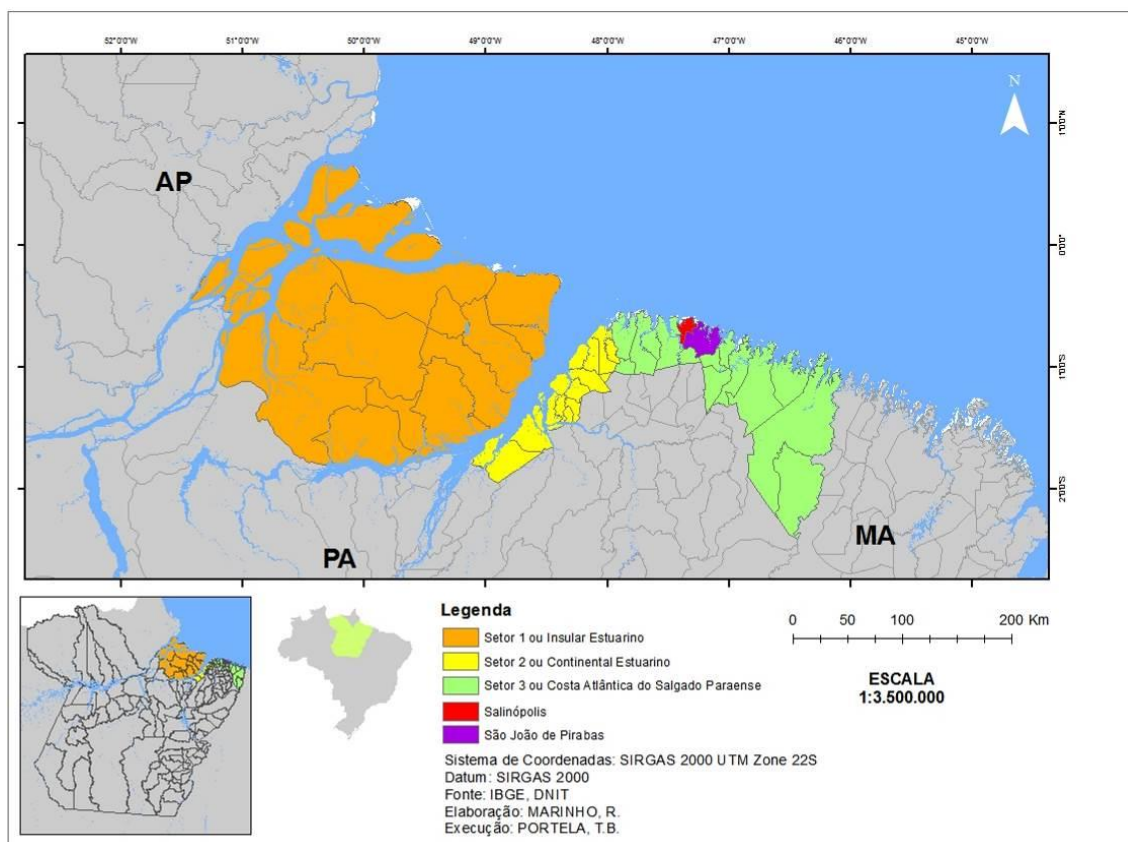 52°0'0"W 51°0'0"W 50°0'0"W 49°0'0"W 48°0'0"W 47°0'0"W 46°0'0"W 45°0'0"W
N
1°0'0"N
AP
0°0'0"
1°0'0"S
2°0'0"S
PA
MA
Legenda
Setor 1 ou Insular Estuarino
Setor 2 ou Continental Estuarino
Setor 3 ou Costa Atlântica do Salgado Paraense
Salinópolis
São João de Pirabas
Sistema de Coordenadas: SIRGAS 2000 UTM Zone 22S
Datum: SIRGAS 2000
Fonte: IBGE, DNIT
Elaboração: MARINHO, R.
Execução: PORTELA, T.B.
0 50 100 200 Km
ESCALA
1:3.500.000